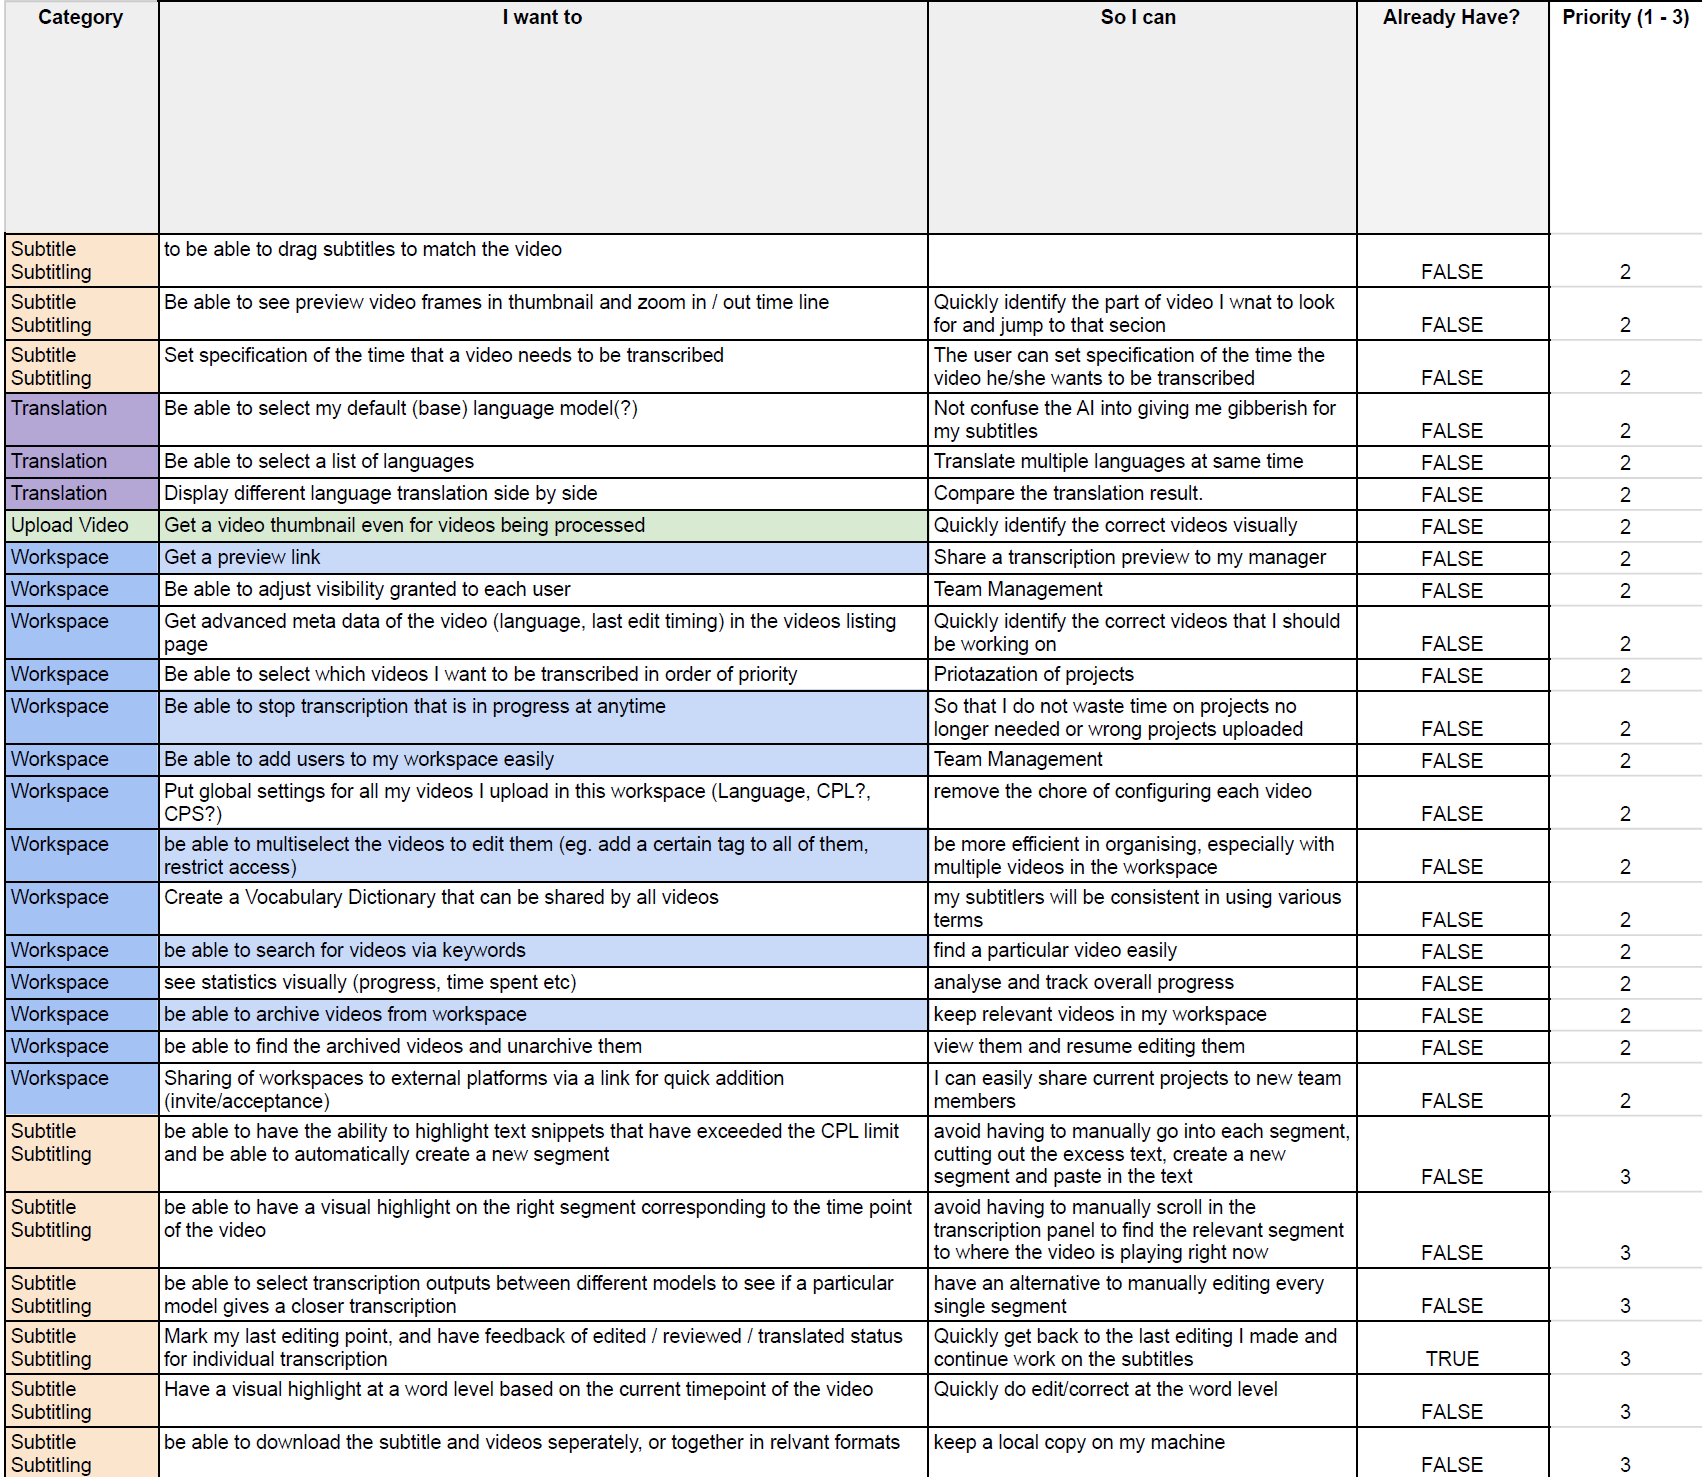 Category I want to So I can Already Have? Priority (1 - 3)
Subtitle to be able to drag subtitles to match the video
Subtitling FALSE 2
Subtitle Be able to see preview video frames in thumbnail and zoom in / out time line Quickly identify the part of video I wnat to look
Subtitling for and jump to that secion FALSE 2
Subtitle Set specification of the time that a video needs to be transcribed The user can set specification of the time the
Subtitling video he/she wants to be transcribed FALSE 2
Translation Be able to select my default (base) language model(?) Not confuse the AI into giving me gibberish for
my subtitles FALSE 2
Translation Be able to select a list of languages Translate multiple languages at same time FALSE 2
Translation Display different language translation side by side Compare the translation result. FALSE 2
Upload Video Get a video thumbnail even for videos being processed Quickly identify the correct videos visually FALSE 2
Workspace Get a preview link Share a transcription preview to my manager FALSE 2
Workspace Be able to adjust visibility granted to each user Team Management FALSE 2
Workspace Get advanced meta data of the video (language, last edit timing) in the videos listing Quickly identify the correct videos that I should
page be working on FALSE 2
Workspace Be able to select which videos I want to be transcribed in order of priority Priotazation of projects FALSE 2
Workspace Be able to stop transcription that is in progress at anytime So that I do not waste time on projects no
longer needed or wrong projects uploaded FALSE 2
Workspace Be able to add users to my workspace easily Team Management FALSE 2
Workspace Put global settings for all my videos I upload in this workspace (Language, CPL?, remove the chore of configuring each video
CPS?) FALSE 2
Workspace be able to multiselect the videos to edit them (eg. add a certain tag to all of them, be more efficient in organising, especially with
restrict access) multiple videos in the workspace FALSE 2
Workspace Create a Vocabulary Dictionary that can be shared by all videos my subtitlers will be consistent in using various
terms FALSE 2
Workspace be able to search for videos via keywords find a particular video easily FALSE 2
Workspace see statistics visually (progress, time spent etc) analyse and track overall progress FALSE 2
Workspace be able to archive videos from workspace keep relevant videos in my workspace FALSE 2
Workspace be able to find the archived videos and unarchive them view them and resume editing them FALSE 2
Workspace Sharing of workspaces to external platforms via a link for quick addition I can easily share current projects to new team
(invite/acceptance) members FALSE 2
Subtitle be able to have the ability to highlight text snippets that have exceeded the CPL limit avoid having to manually go into each segment,
Subtitling and be able to automatically create a new segment cutting out the excess text, create a new
segment and paste in the text FALSE 3
Subtitle be able to have a visual highlight on the right segment corresponding to the time point avoid having to manually scroll in the
Subtitling of the video transcription panel to find the relevant segment
to where the video is playing right now FALSE 3
Subtitle be able to select transcription outputs between different models to see if a particular have an alternative to manually editing every
Subtitling model gives a closer transcription single segment FALSE 3
Subtitle Mark my last editing point, and have feedback of edited / reviewed / translated status Quickly get back to the last editing I made and
Subtitling for individual transcription continue work on the subtitles TRUE 3
Subtitle Have a visual highlight at a word level based on the current timepoint of the video Quickly do edit/correct at the word level
Subtitling FALSE 3
Subtitle be able to download the subtitle and videos seperately, or together in relvant formats keep a local copy on my machine
Subtitling FALSE 3